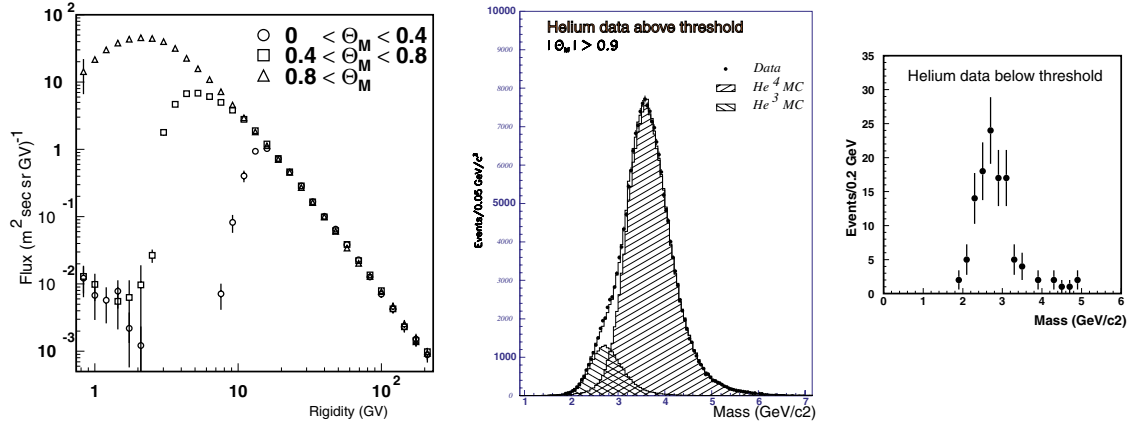 10 2
10
1
10 -1
10 -2
10 -3
1
10
10 2
Flux (m 2 sec sr GV) -1
Rigidity (GV)
0 < ΘM < 0.4
0.4 < ΘM < 0.8
0.8 < ΘM
Helium data above threshold
| ΘM | > 0.9
Data
He 4 MC
He 3 MC
10000
9000
8000
7000
6000
5000
4000
3000
2000
1000
0
Events/0.05 GeV/c²
1 2 3 4 5 6 7
Mass (GeV/c2)
Helium data below threshold
35
30
25
20
15
10
5
0
Events/0.2 GeV
0 1 2 3 4 5 6
Mass (GeV/c2)